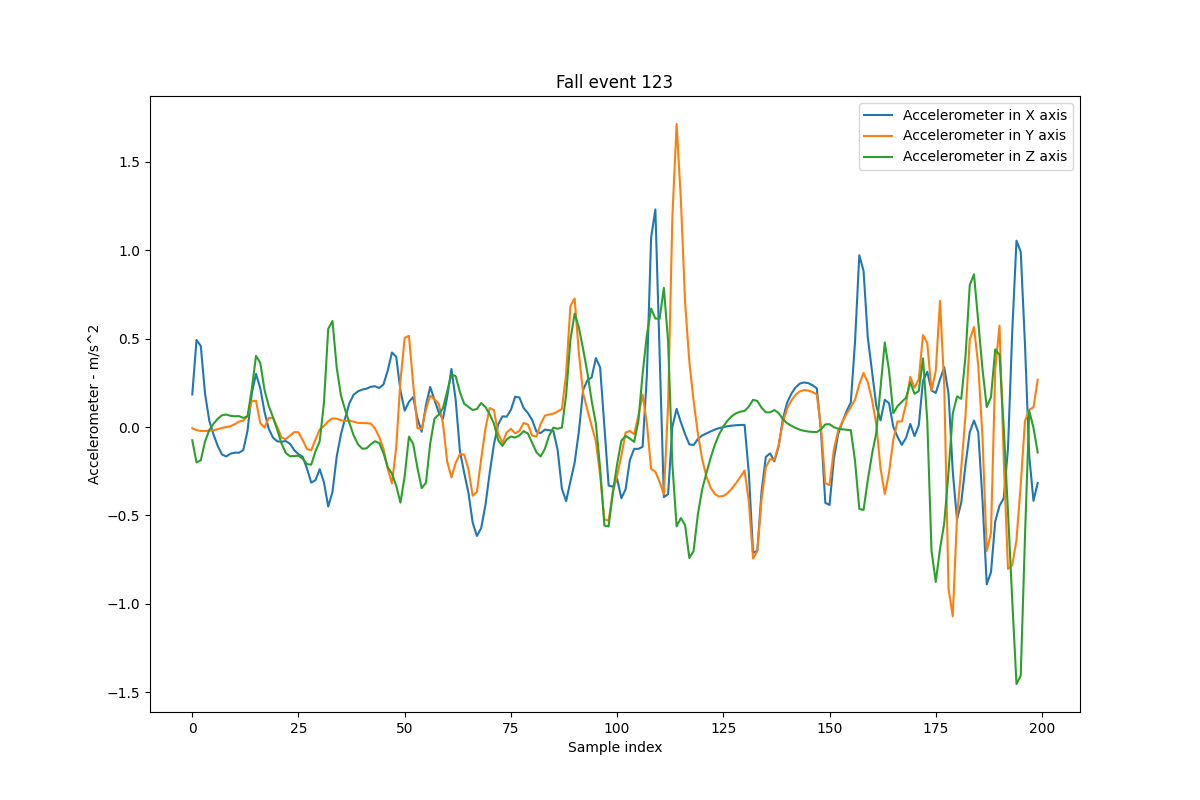 Fall event 123
Accelerometer in X axis
Accelerometer in Y axis
Accelerometer in Z axis
Accelerometer - m/s^2
1.5
1.0
0.5
0.0
−0.5
−1.0
−1.5
0 25 50 75 100 125 150 175 200
Sample index